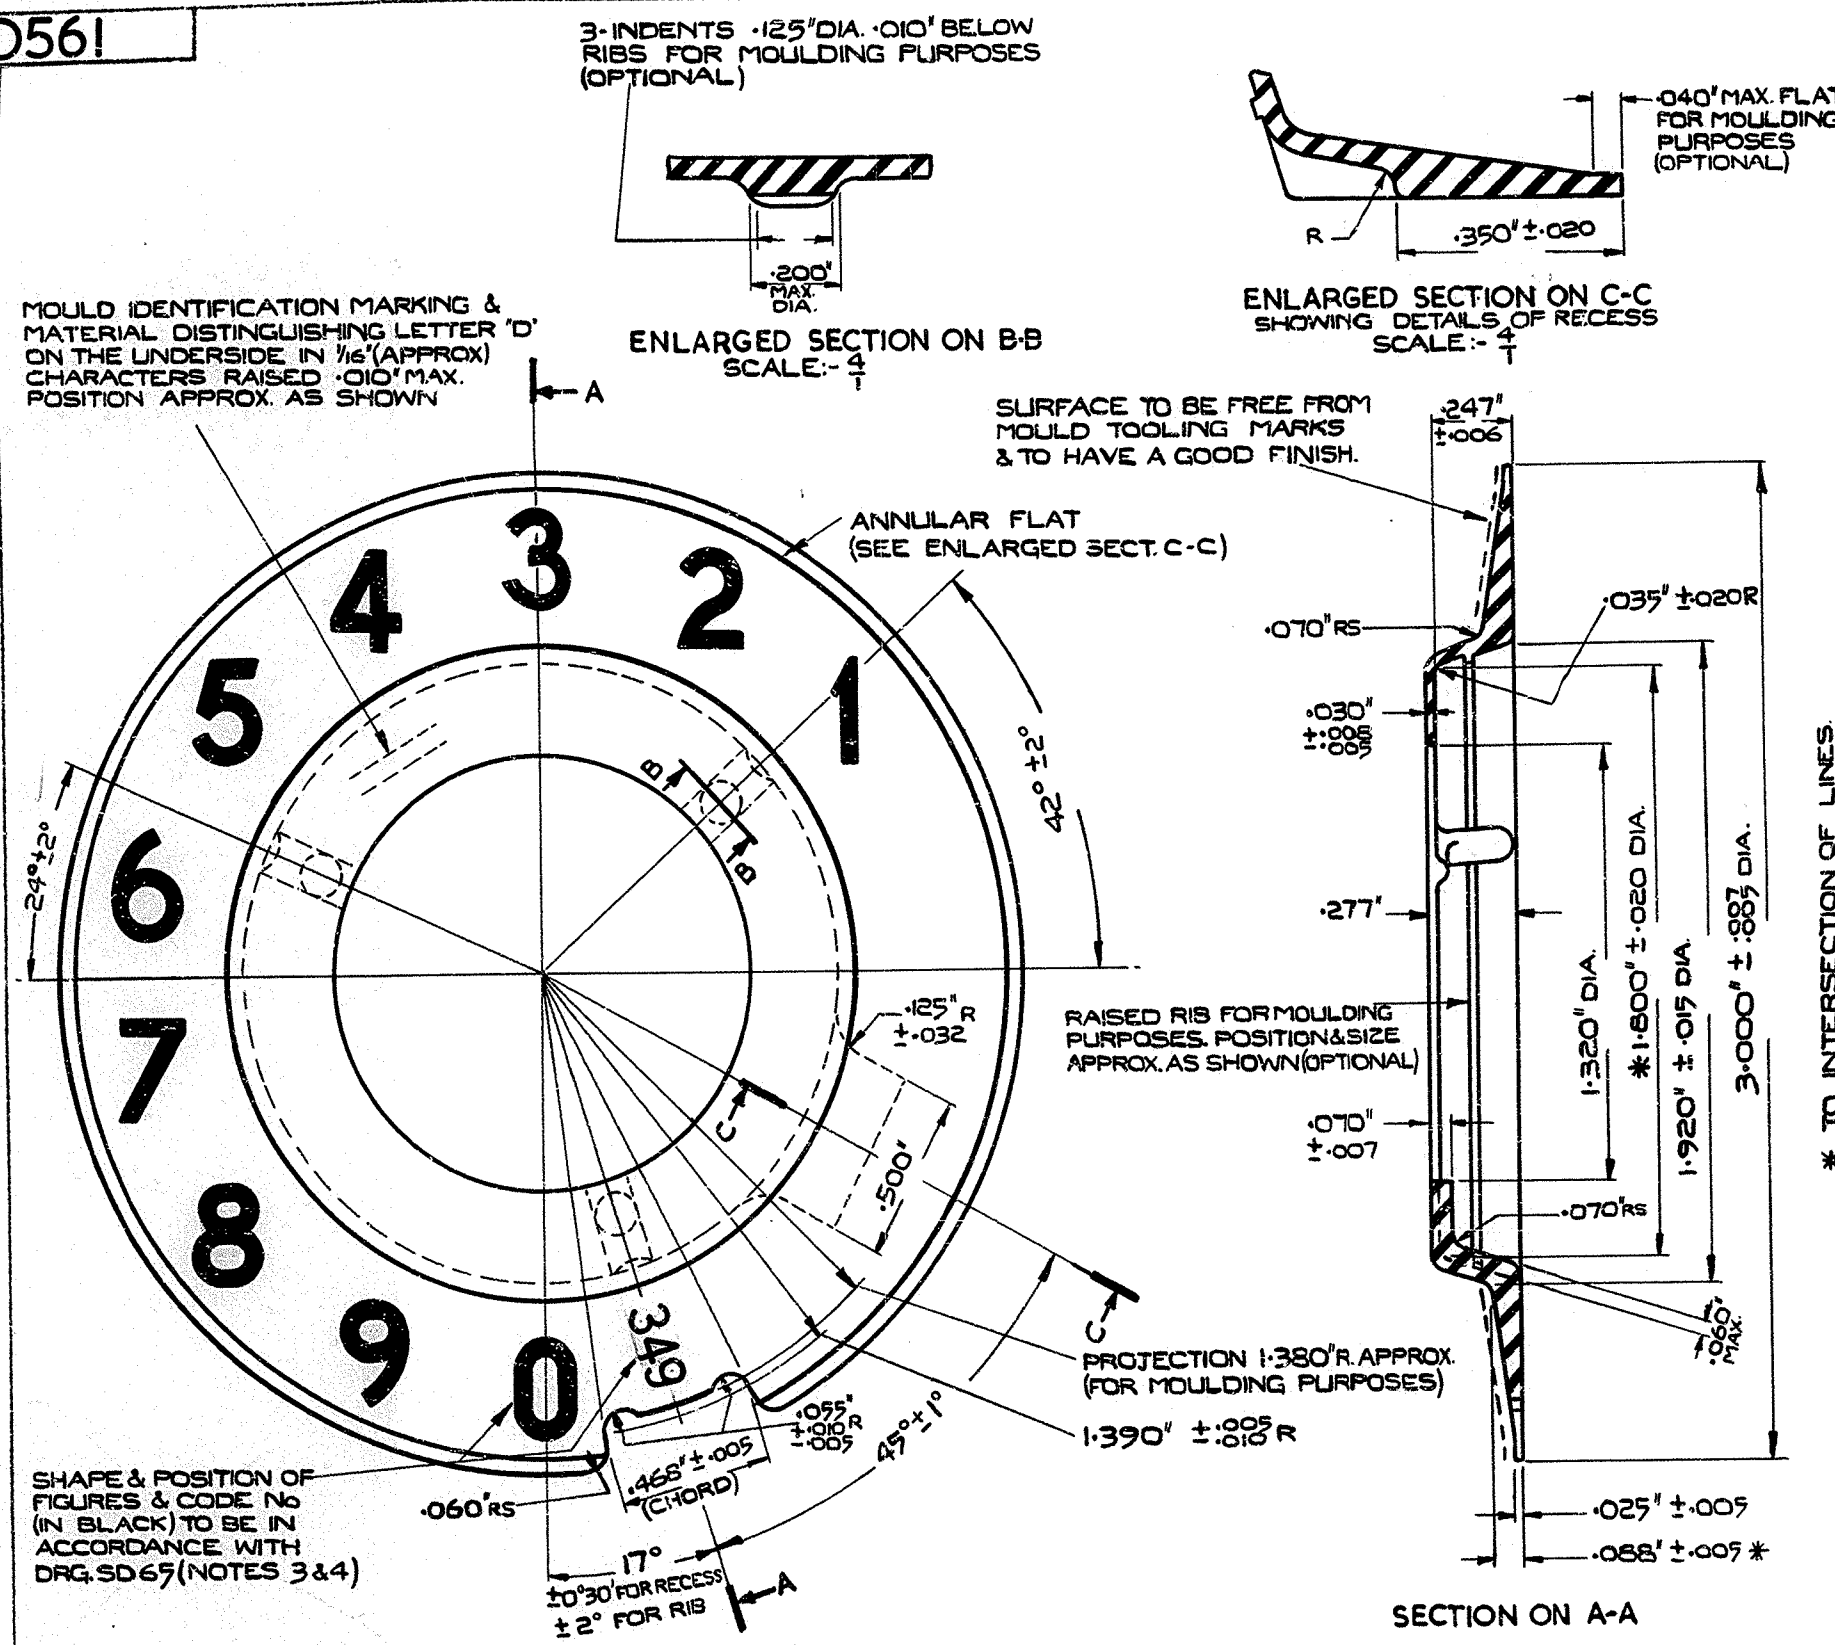 D561
3-INDENTS ·125" DIA. ·010" BELOW
RIBS FOR MOULDING PURPOSES
(OPTIONAL)
·200"
MAX.
DIA.
ENLARGED SECTION ON B-B
SCALE:- 4/1
·040" MAX. FLAT
FOR MOULDING
PURPOSES
(OPTIONAL)
R
·350" ±·020
ENLARGED SECTION ON C-C
SHOWING DETAILS OF RECESS
SCALE:- 4/1
MOULD IDENTIFICATION MARKING &
MATERIAL DISTINGUISHING LETTER "D"
ON THE UNDERSIDE IN 1/16" (APPROX)
CHARACTERS RAISED ·010" MAX.
POSITION APPROX. AS SHOWN
A
SURFACE TO BE FREE FROM
MOULD TOOLING MARKS
& TO HAVE A GOOD FINISH.
ANNULAR FLAT
(SEE ENLARGED SECT. C-C)
3
4
2
5
1
6
7
8
9
0
349
B
B
42° ±2°
24° ±2°
·125" R
±·032
C
·500"
C
PROJECTION 1·380" R. APPROX.
(FOR MOULDING PURPOSES)
1·390" ±·005
·010 R
·055"
±·010 R
·005
45° ±1°
·468" ±·005
(CHORD)
·060" RS
SHAPE & POSITION OF
FIGURES & CODE No
(IN BLACK) TO BE IN
ACCORDANCE WITH
DRG. SD 65 (NOTES 3 & 4)
17°
±0°30' FOR RECESS
±2° FOR RIB
A
·247"
±·006
·070" RS
·035" ±·020 R
·030"
·277"
RAISED RIB FOR MOULDING
PURPOSES. POSITION & SIZE
APPROX. AS SHOWN (OPTIONAL)
·070"
±·007
1·320" DIA.
*1·800" ±·020 DIA.
1·920" ±·015 DIA.
3·000" ±·007
·005 DIA.
* TO INTERSECTION OF LINES.
·070" RS
·060"
MAX.
·025" ±·005
·088" ±·005 *
SECTION ON A-A